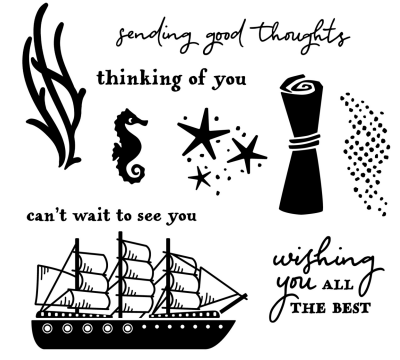 sending good thoughts
thinking of you
can't wait to see you
wishing
you ALL
THE BEST